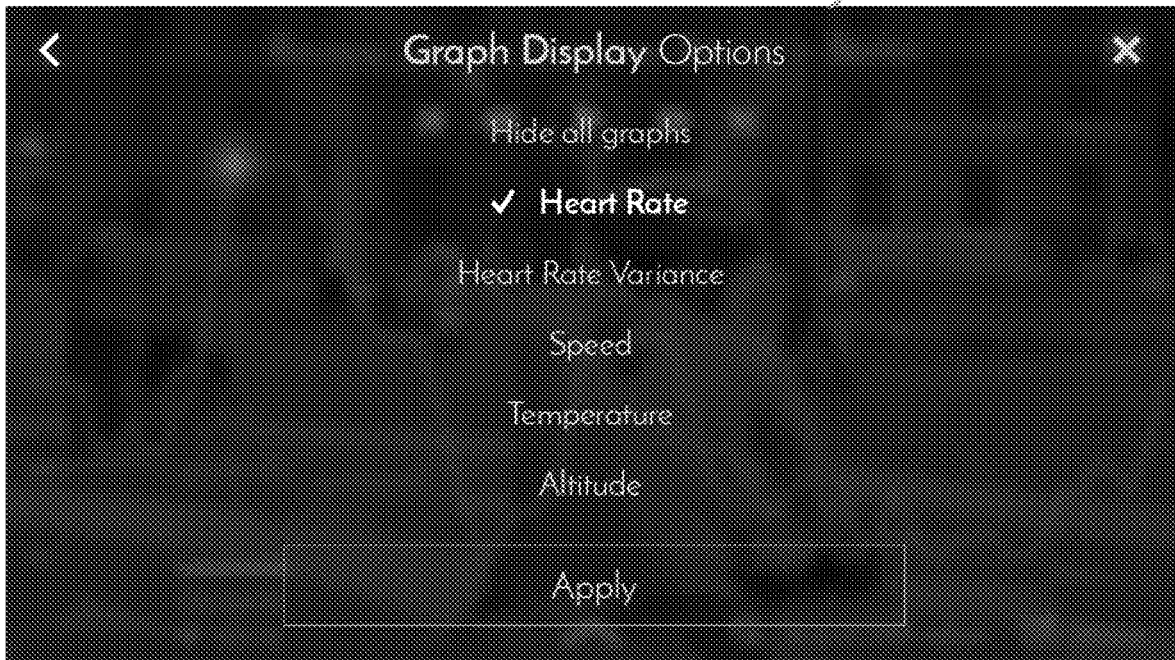 Graph Display Options
Hide all graphs
Heart Rate
Heart Rate Variance
Speed
Temperature
Altitude
Apply